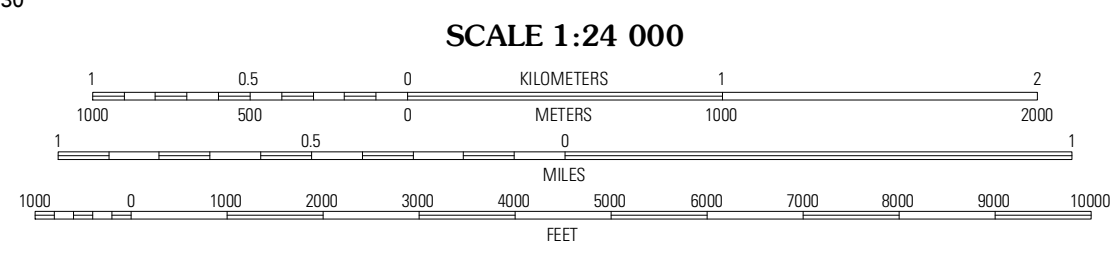 30
SCALE 1:24 000
1 0.5 0 KILOMETERS 1 2
1000 500 0 METERS 1000 2000
1 0.5 0 1
MILES
1000 0 1000 2000 3000 4000 5000 6000 7000 8000 9000 10000
FEET